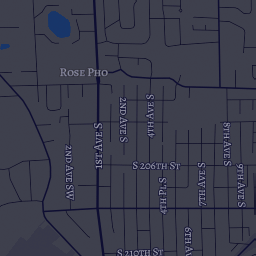 Rose Pho
1st Ave S
2nd Ave S
4th Ave S
8th Ave S
2nd Ave SW
S 206th St
4th Pl S
7th Ave S
9th Ave S
6th A
S 210th St